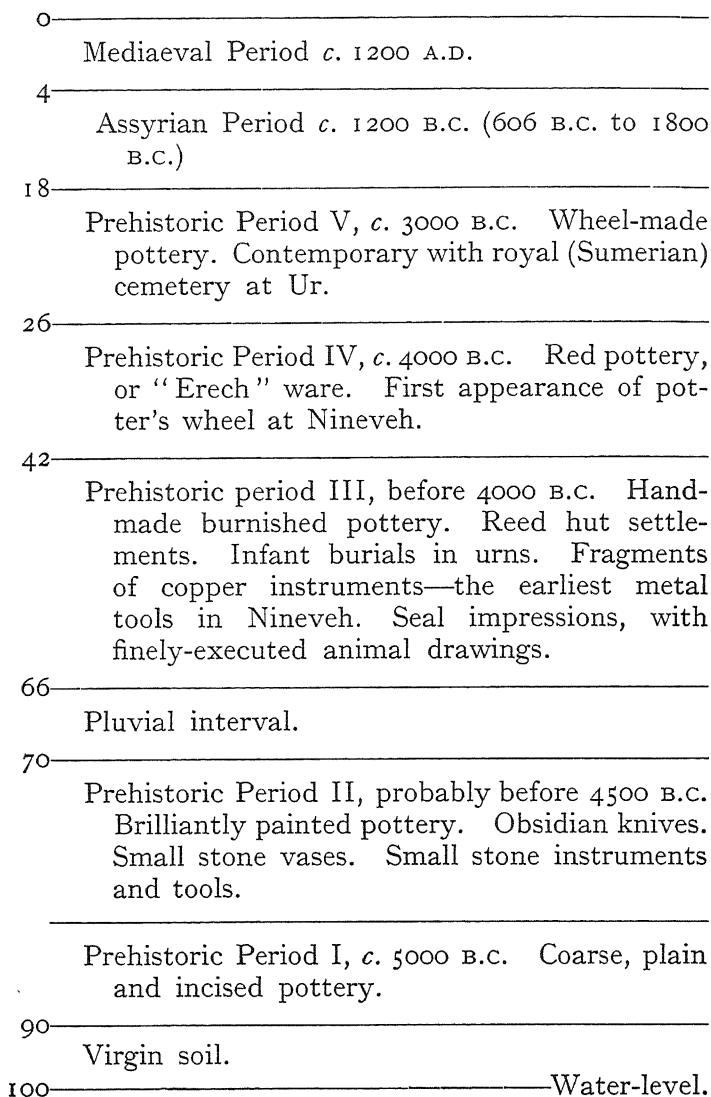 0
Mediaeval Period c. 1200 A.D.
4
Assyrian Period c. 1200 B.C. (606 B.C. to 1800
B.C.)
18
Prehistoric Period V, c. 3000 B.C. Wheel-made
pottery. Contemporary with royal (Sumerian)
cemetery at Ur.
26
Prehistoric Period IV, c. 4000 B.C. Red pottery,
or “Erech” ware. First appearance of pot-
ter's wheel at Nineveh.
42
Prehistoric period III, before 4000 B.C. Hand-
made burnished pottery. Reed hut settle-
ments. Infant burials in urns. Fragments
of copper instruments—the earliest metal
tools in Nineveh. Seal impressions, with
finely-executed animal drawings.
66
Pluvial interval.
70
Prehistoric Period II, probably before 4500 B.C.
Brilliantly painted pottery. Obsidian knives.
Small stone vases. Small stone instruments
and tools.
Prehistoric Period I, c. 5000 B.C. Coarse, plain
and incised pottery.
90
Virgin soil.
100 Water-level.